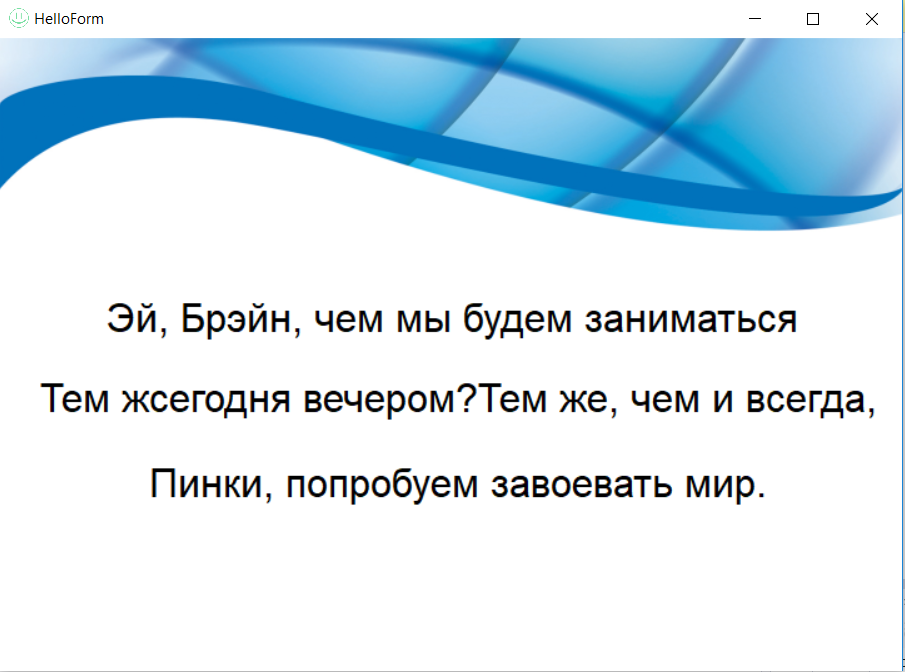 HelloForm
Эй, Брэйн, чем мы будем заниматься
Тем жсегодня вечером?Тем же, чем и всегда,
Пинки, попробуем завоевать мир.